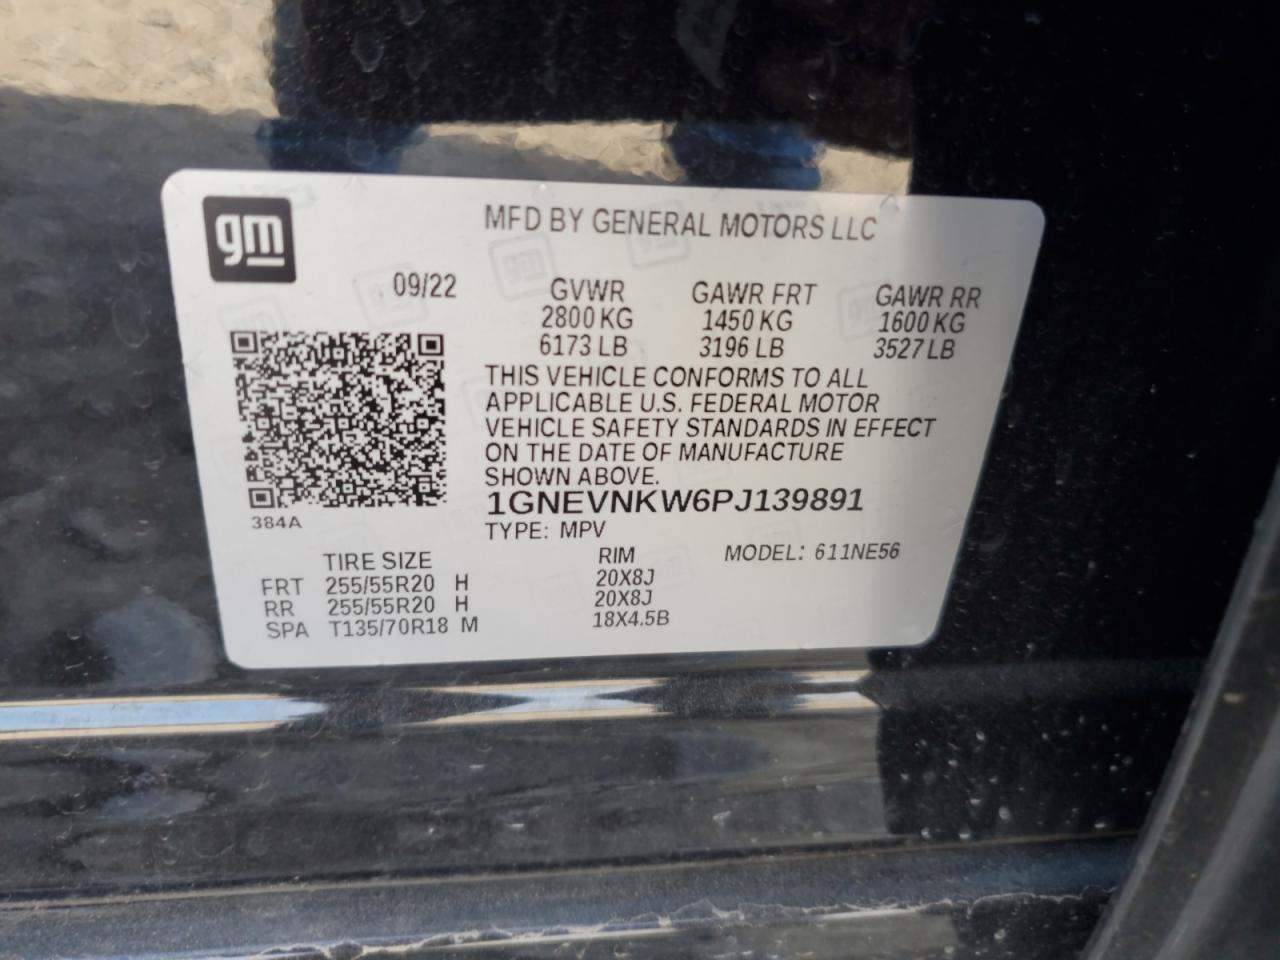 gm
MFD BY GENERAL MOTORS LLC
09/22
GVWR GAWR FRT GAWR RR
2800 KG 1450 KG 1600 KG
6173 LB 3196 LB 3527 LB
THIS VEHICLE CONFORMS TO ALL
APPLICABLE U.S. FEDERAL MOTOR
VEHICLE SAFETY STANDARDS IN EFFECT
ON THE DATE OF MANUFACTURE
SHOWN ABOVE.
1GNEVNKW6PJ139891
384A
TYPE: MPV
TIRE SIZE RIM MODEL: 611NE56
FRT 255/55R20 H 20X8J
RR 255/55R20 H 20X8J
SPA T135/70R18 M 18X4.5B